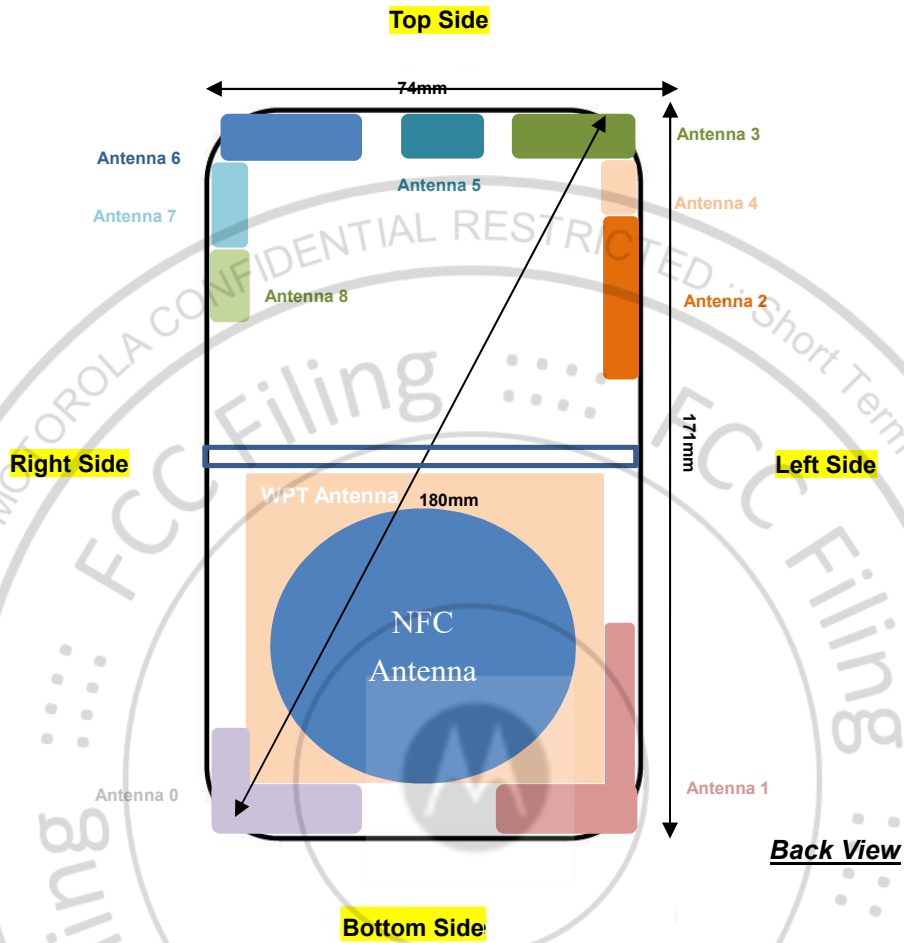 Top Side
74mm
Antenna 3
Antenna 6
Antenna 5
Antenna 4
Antenna 7
Antenna 8
Antenna 2
171mm
Right Side
Left Side
WPT Antenna
180mm
NFC
Antenna
Antenna 1
Antenna 0
Back View
Bottom Side
MOTOROLA CONFIDENTIAL RESTRICTED :: Short Term
FCC Filing :::: FCC Filing